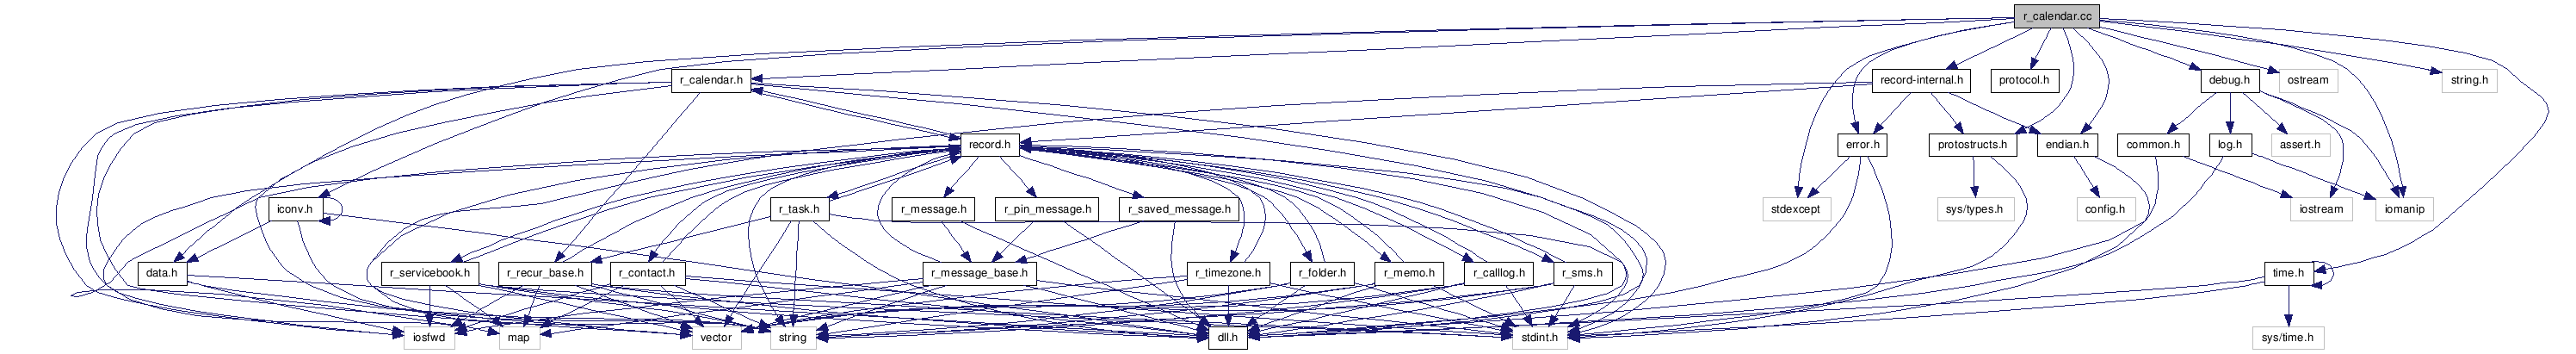 r_calendar.cc
r_calendar.h
record-internal.h
protocol.h
debug.h
ostream
string.h
record.h
error.h
protostructs.h
endian.h
common.h
log.h
assert.h
iconv.h
r_task.h
r_message.h
r_pin_message.h
r_saved_message.h
stdexcept
sys/types.h
config.h
iostream
iomanip
data.h
r_servicebook.h
r_recur_base.h
r_contact.h
r_message_base.h
r_timezone.h
r_folder.h
r_memo.h
r_calllog.h
r_sms.h
time.h
iosfwd
map
vector
string
dll.h
stdint.h
sys/time.h